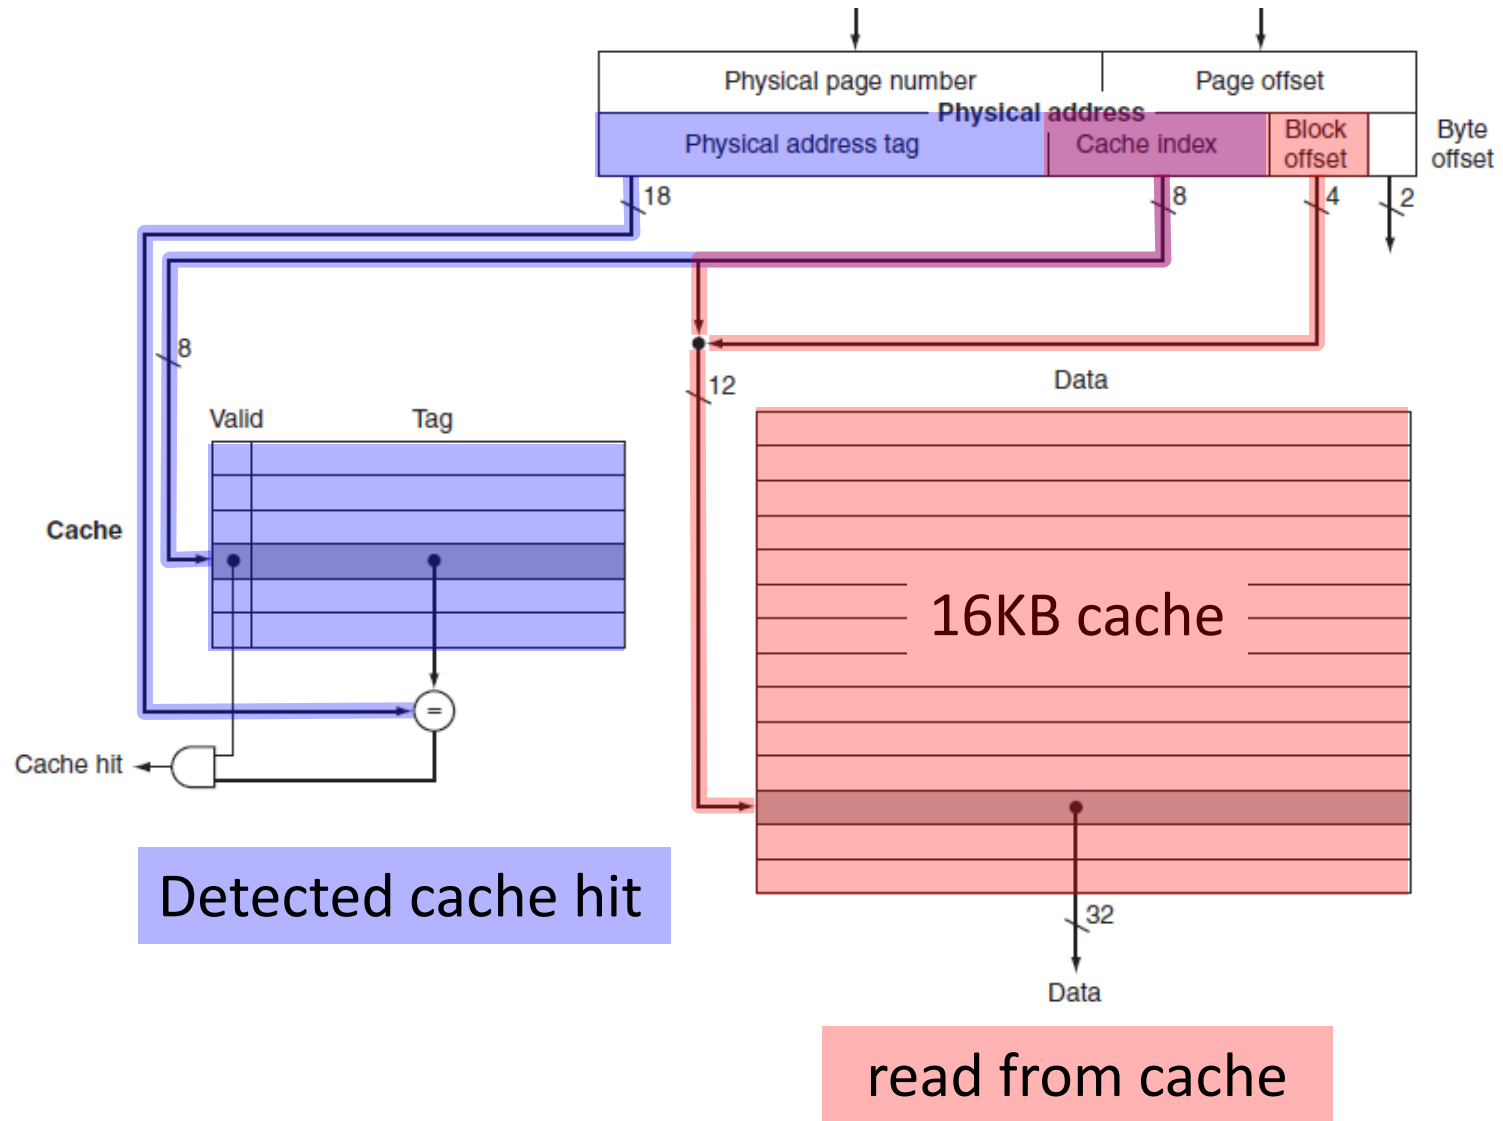 Physical page number
Page offset
Physical address
Physical address tag
Cache index
Block
offset
Byte
offset
18
8
4
2
8
12
Data
Valid
Tag
Cache
16KB cache
=
Cache hit
Detected cache hit
32
Data
read from cache